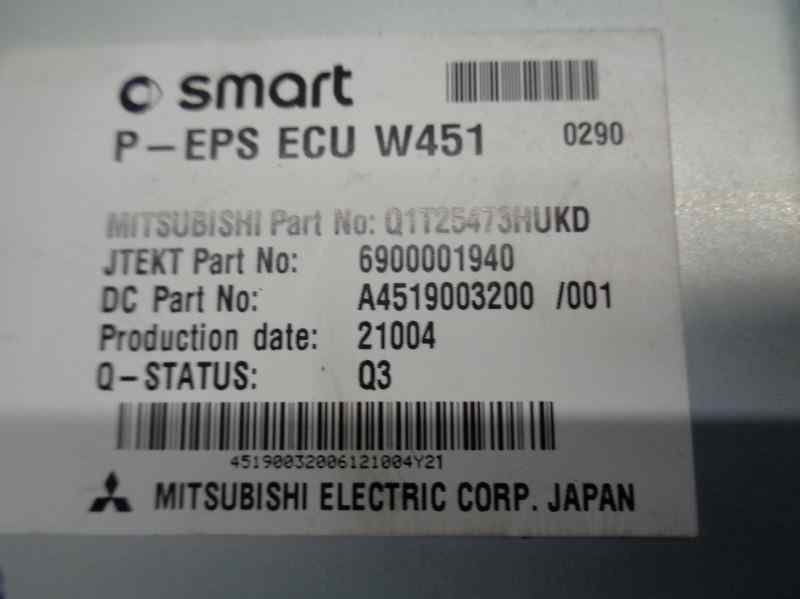 smart
P-EPS ECU W451 0290
MITSUBISHI Part No: Q1T25473HUKD
JTEKT Part No: 6900001940
DC Part No: A4519003200 /001
Production date: 21004
Q-STATUS: Q3
45190032006121004Y21
MITSUBISHI ELECTRIC CORP. JAPAN